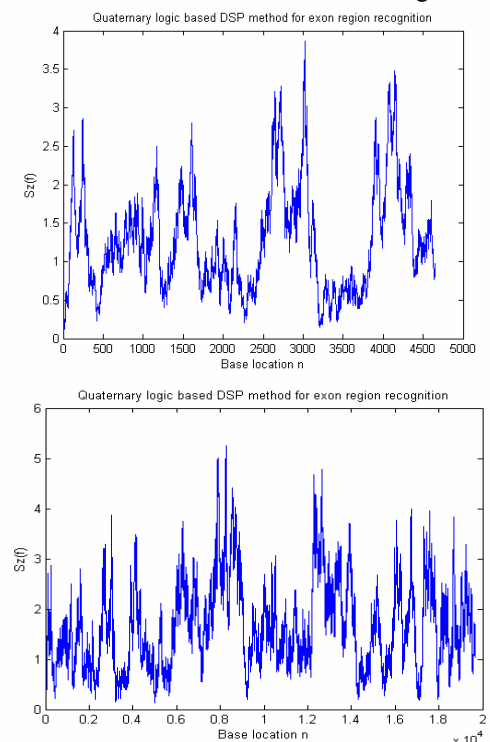 Quaternary logic based DSP method for exon region recognition
4
3.5
3
2.5
2
1.5
1
0.5
0
Sz(f)
0 500 1000 1500 2000 2500 3000 3500 4000 4500 5000
Base location n
Quaternary logic based DSP method for exon region recognition
6
5
4
3
2
1
0
Sz(f)
0 0.2 0.4 0.6 0.8 1 1.2 1.4 1.6 1.8 2
Base location n
x 10^4